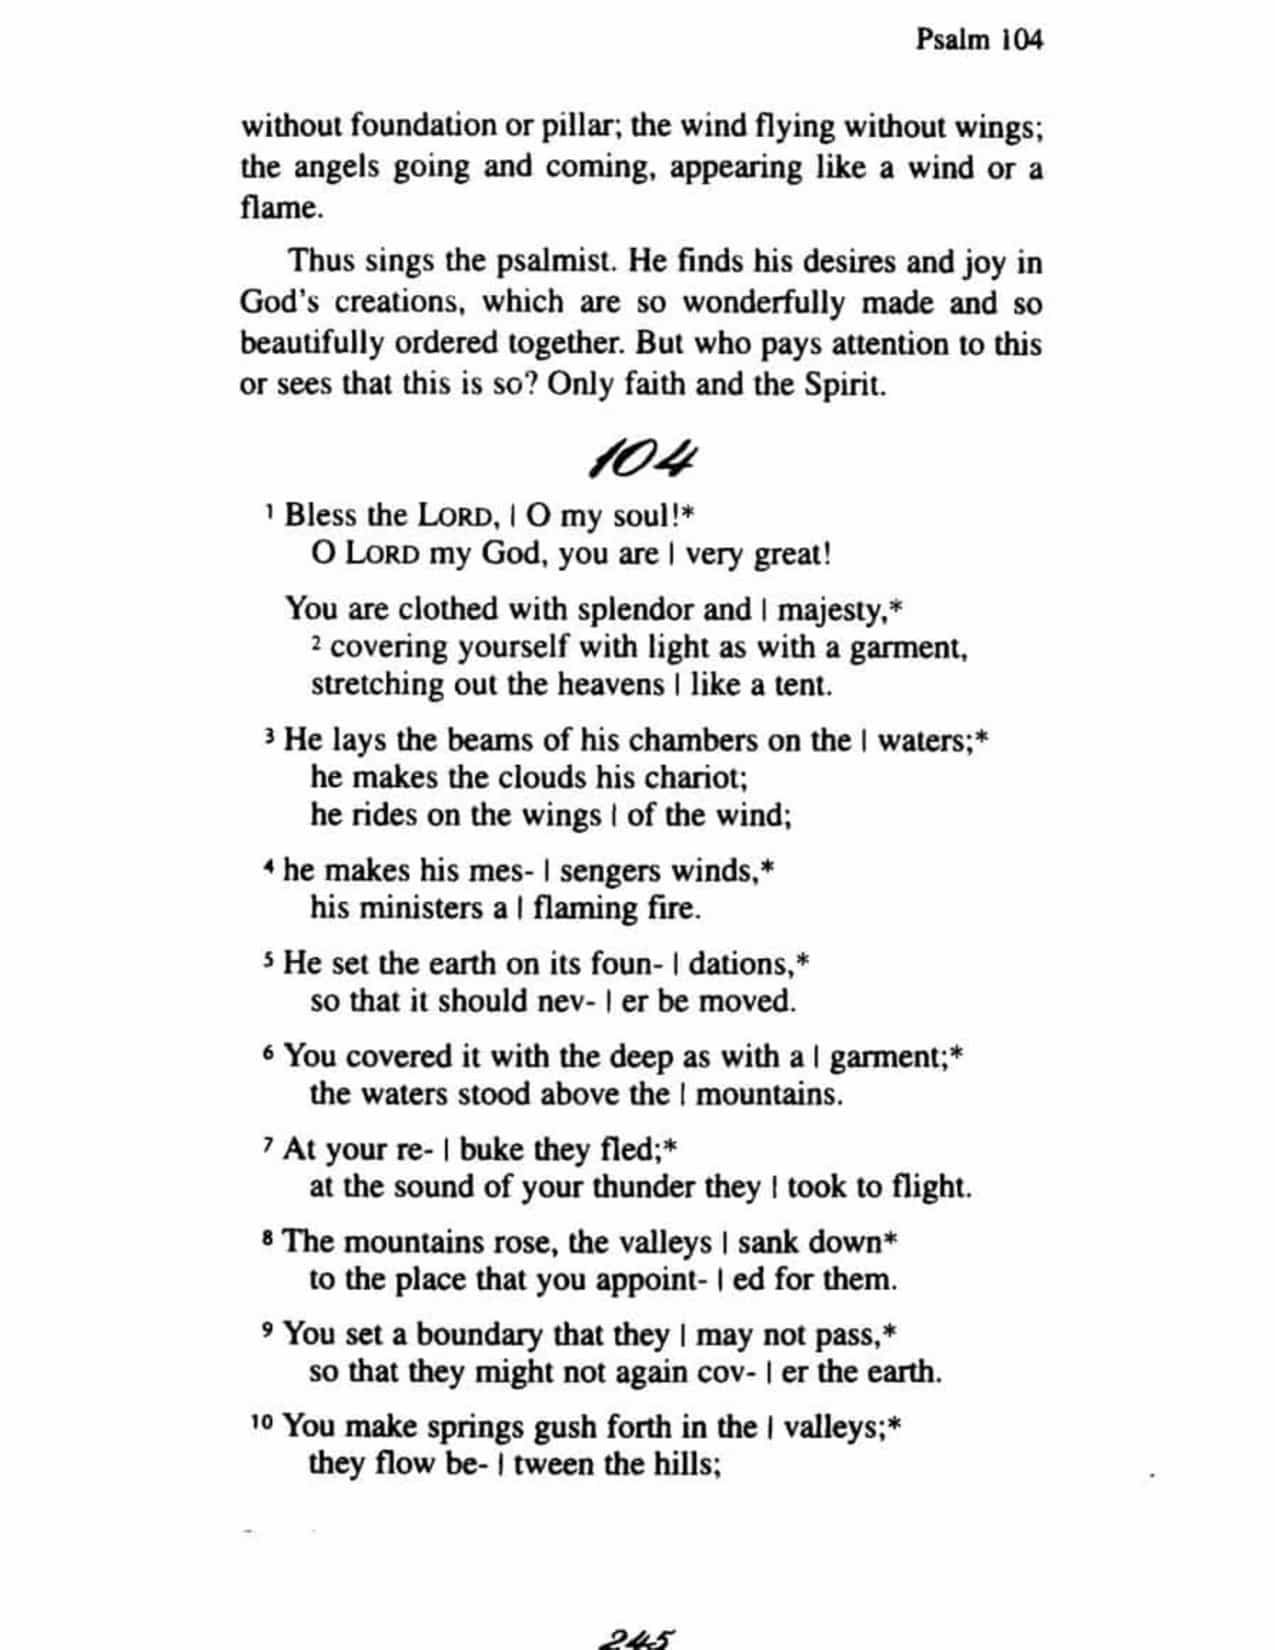 Psalm 104
without foundation or pillar; the wind flying without wings;
the angels going and coming, appearing like a wind or a
flame.
Thus sings the psalmist. He finds his desires and joy in
God's creations, which are so wonderfully made and so
beautifully ordered together. But who pays attention to this
or sees that this is so? Only faith and the Spirit.
104
1 Bless the LORD, | O my soul!*
O LORD my God, you are | very great!
You are clothed with splendor and | majesty,*
2 covering yourself with light as with a garment,
stretching out the heavens | like a tent.
3 He lays the beams of his chambers on the | waters;*
he makes the clouds his chariot;
he rides on the wings | of the wind;
4 he makes his mes- | sengers winds,*
his ministers a | flaming fire.
5 He set the earth on its foun- | dations,*
so that it should nev- | er be moved.
6 You covered it with the deep as with a | garment;*
the waters stood above the | mountains.
7 At your re- | buke they fled;*
at the sound of your thunder they | took to flight.
8 The mountains rose, the valleys | sank down*
to the place that you appoint- | ed for them.
9 You set a boundary that they | may not pass,*
so that they might not again cov- | er the earth.
10 You make springs gush forth in the | valleys;*
they flow be- | tween the hills;
245